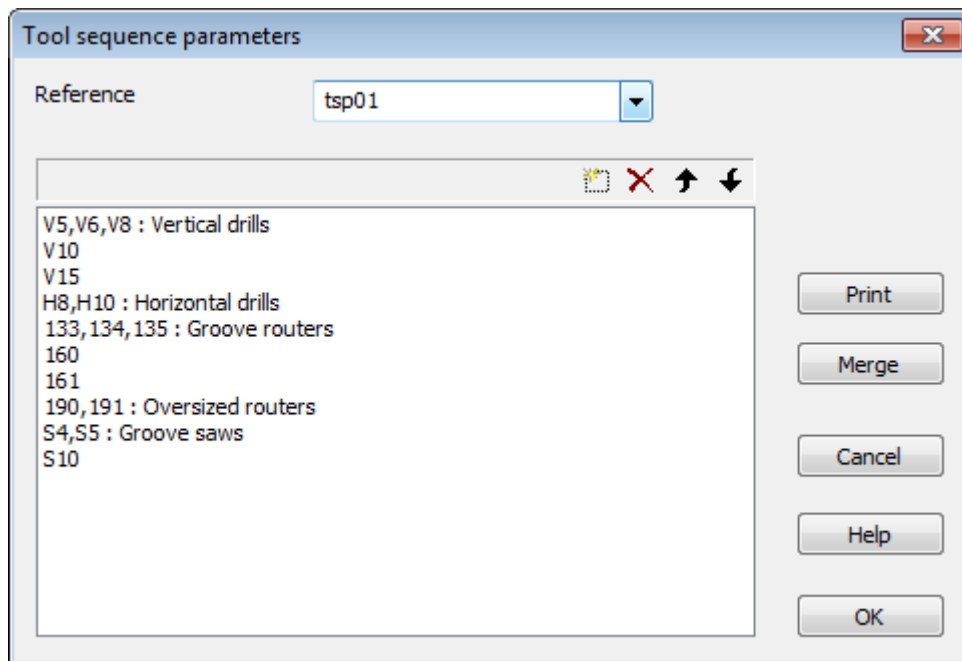 Tool sequence parameters
Reference
tsp01
V5,V6,V8 : Vertical drills
V10
V15
H8,H10 : Horizontal drills
133,134,135 : Groove routers
160
161
190,191 : Oversized routers
S4,S5 : Groove saws
S10
Print
Merge
Cancel
Help
OK